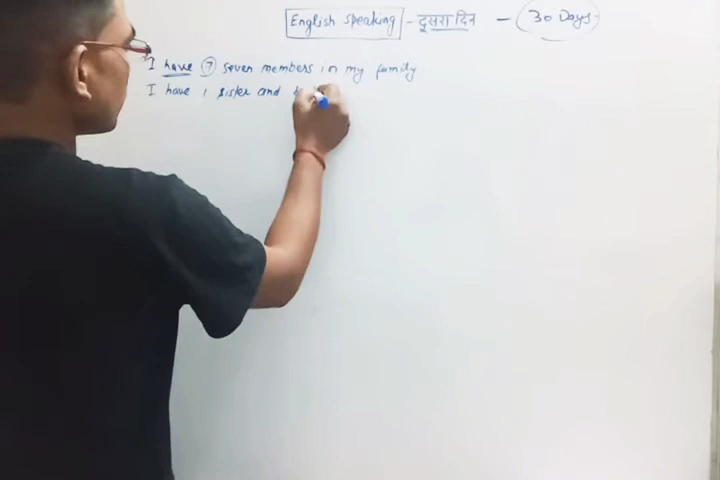 English Speaking - दूसरा दिन - 30 Days
I have 7 seven members in my family
I have 1 sister and